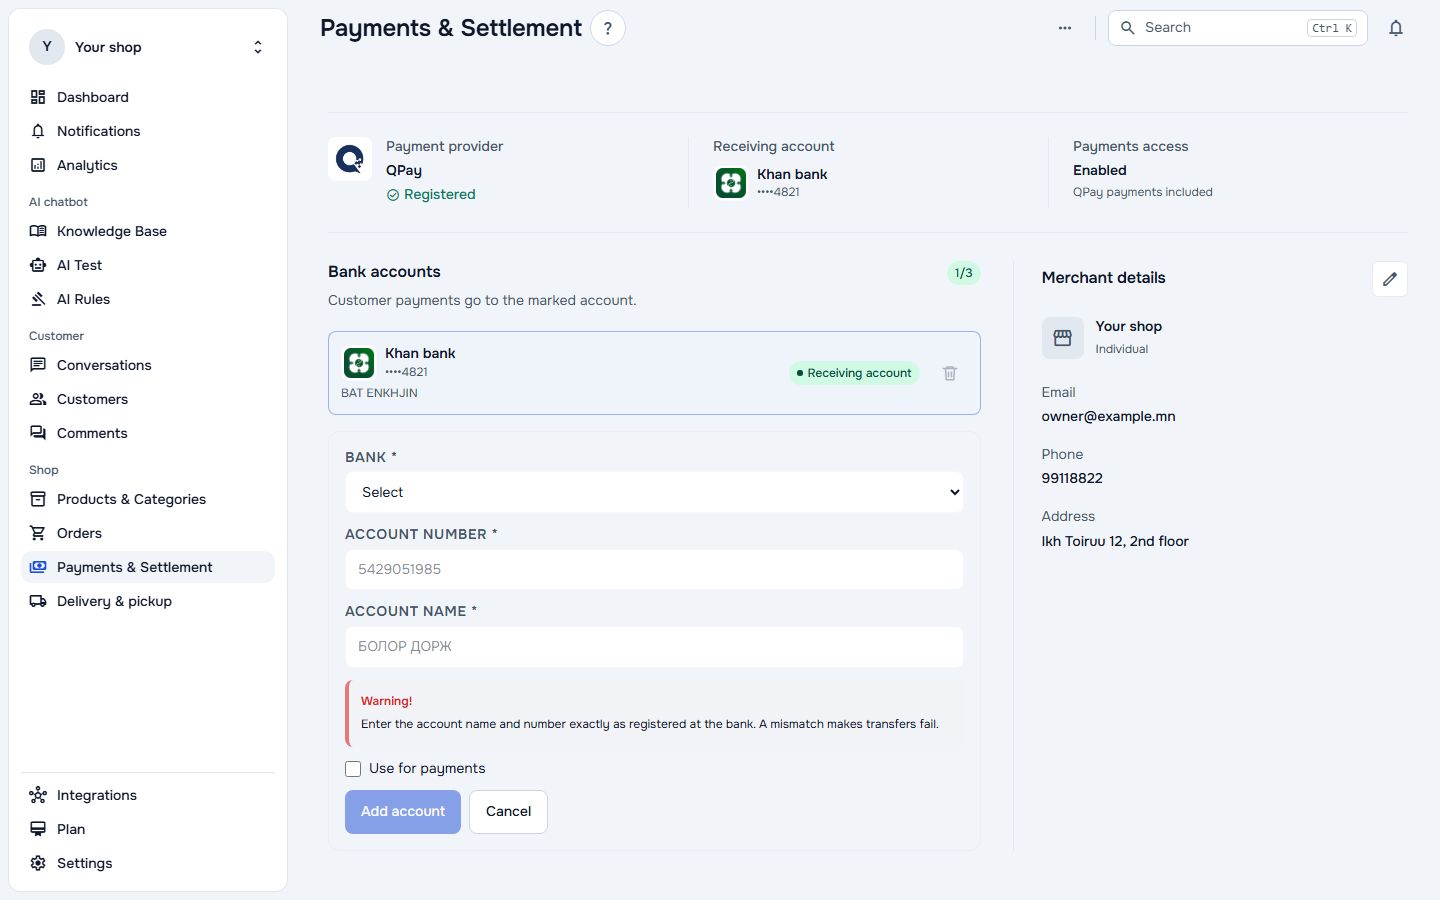 Y
Your shop
Dashboard
Notifications
Analytics
AI chatbot
Knowledge Base
AI Test
AI Rules
Customer
Conversations
Customers
Comments
Shop
Products & Categories
Orders
Payments & Settlement
Delivery & pickup
Integrations
Plan
Settings
Payments & Settlement
?
Search
Ctrl K
Payment provider
QPay
Registered
Receiving account
Khan bank
••••4821
Payments access
Enabled
QPay payments included
Bank accounts
1/3
Customer payments go to the marked account.
Khan bank
••••4821
BAT ENKHJIN
Receiving account
BANK *
Select
ACCOUNT NUMBER *
5429051985
ACCOUNT NAME *
БОЛОР ДОРЖ
Warning!
Enter the account name and number exactly as registered at the bank. A mismatch makes transfers fail.
Use for payments
Add account
Cancel
Merchant details
Your shop
Individual
Email
owner@example.mn
Phone
99118822
Address
Ikh Toiruu 12, 2nd floor